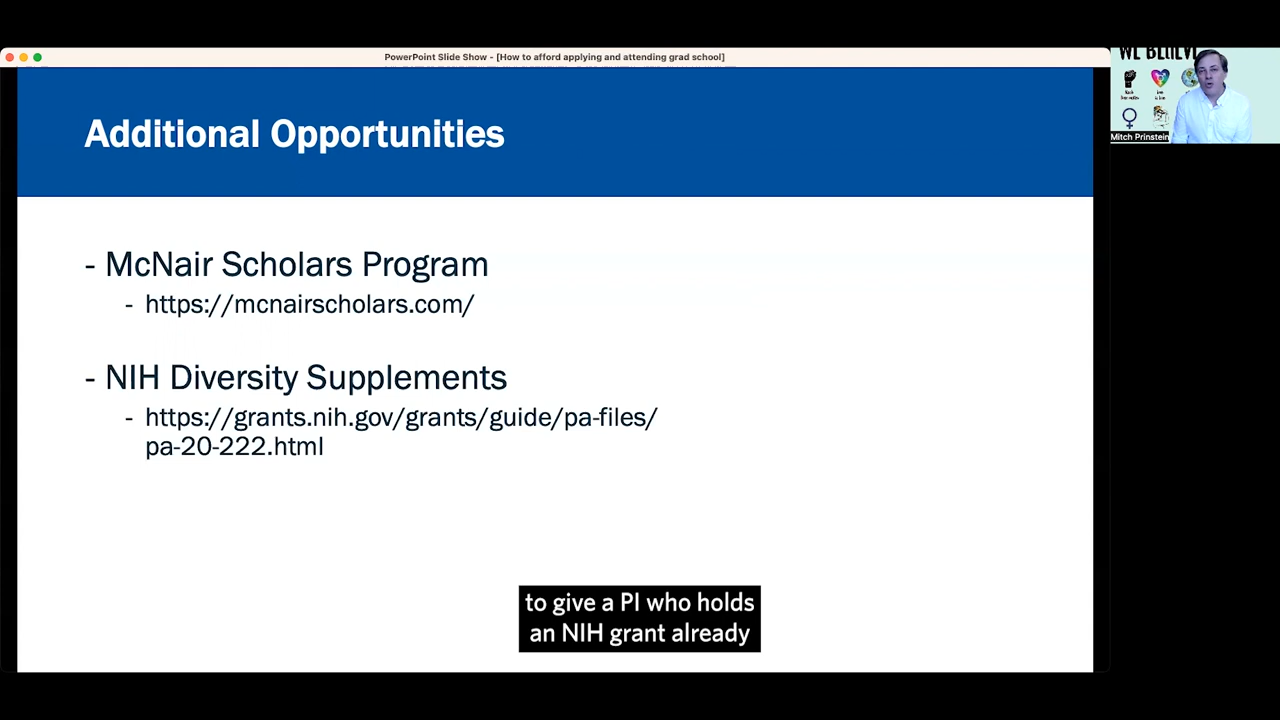 PowerPoint Slide Show - [How to afford applying and attending grad school]
WE BELIEVE
Mitch Prinstein
Additional Opportunities
- McNair Scholars Program
- https://mcnairscholars.com/
- NIH Diversity Supplements
- https://grants.nih.gov/grants/guide/pa-files/
pa-20-222.html
to give a PI who holds
an NIH grant already